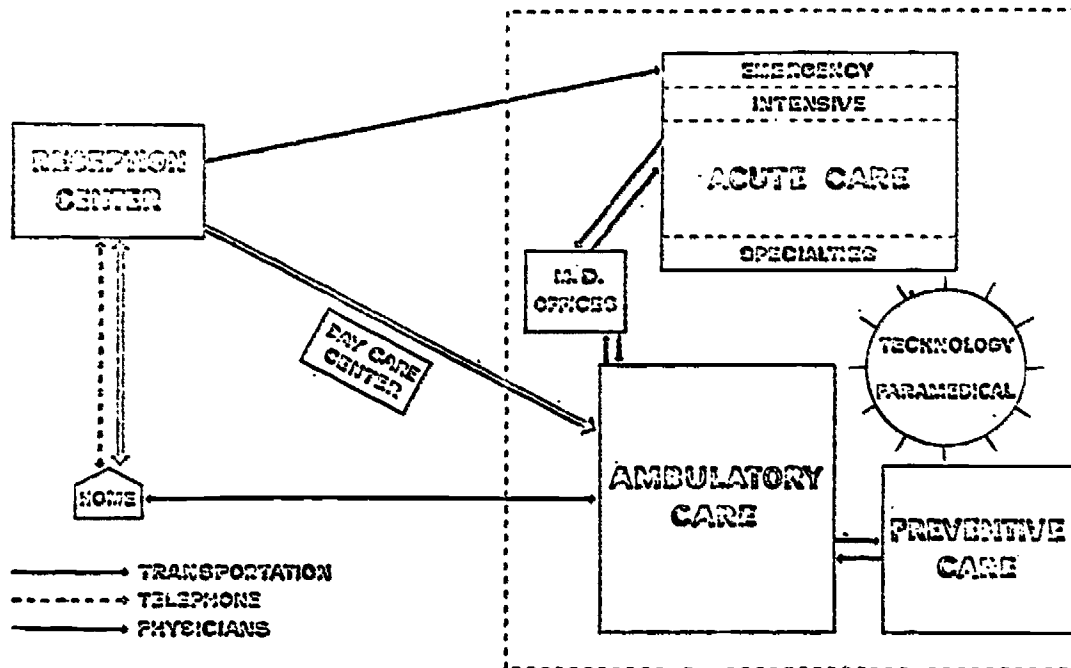 EMERGENCY
INTENSIVE
ACUTE CARE
SPECIALTIES
RECEPTION
CENTER
M.D.
OFFICES
DAY CARE
CENTER
TECHNOLOGY
PARAMEDICAL
HOME
AMBULATORY
CARE
PREVENTIVE
CARE
TRANSPORTATION
TELEPHONE
PHYSICIANS